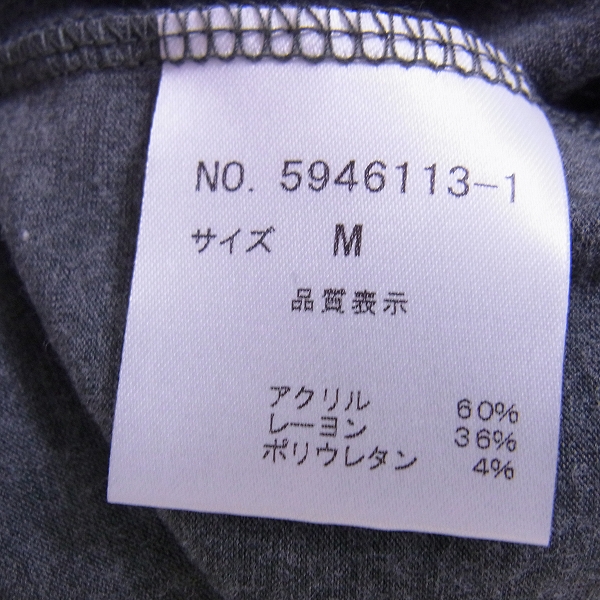 NO. 5946113-1
サイズ M
品質表示
アクリル 60%
レーヨン 36%
ポリウレタン 4%